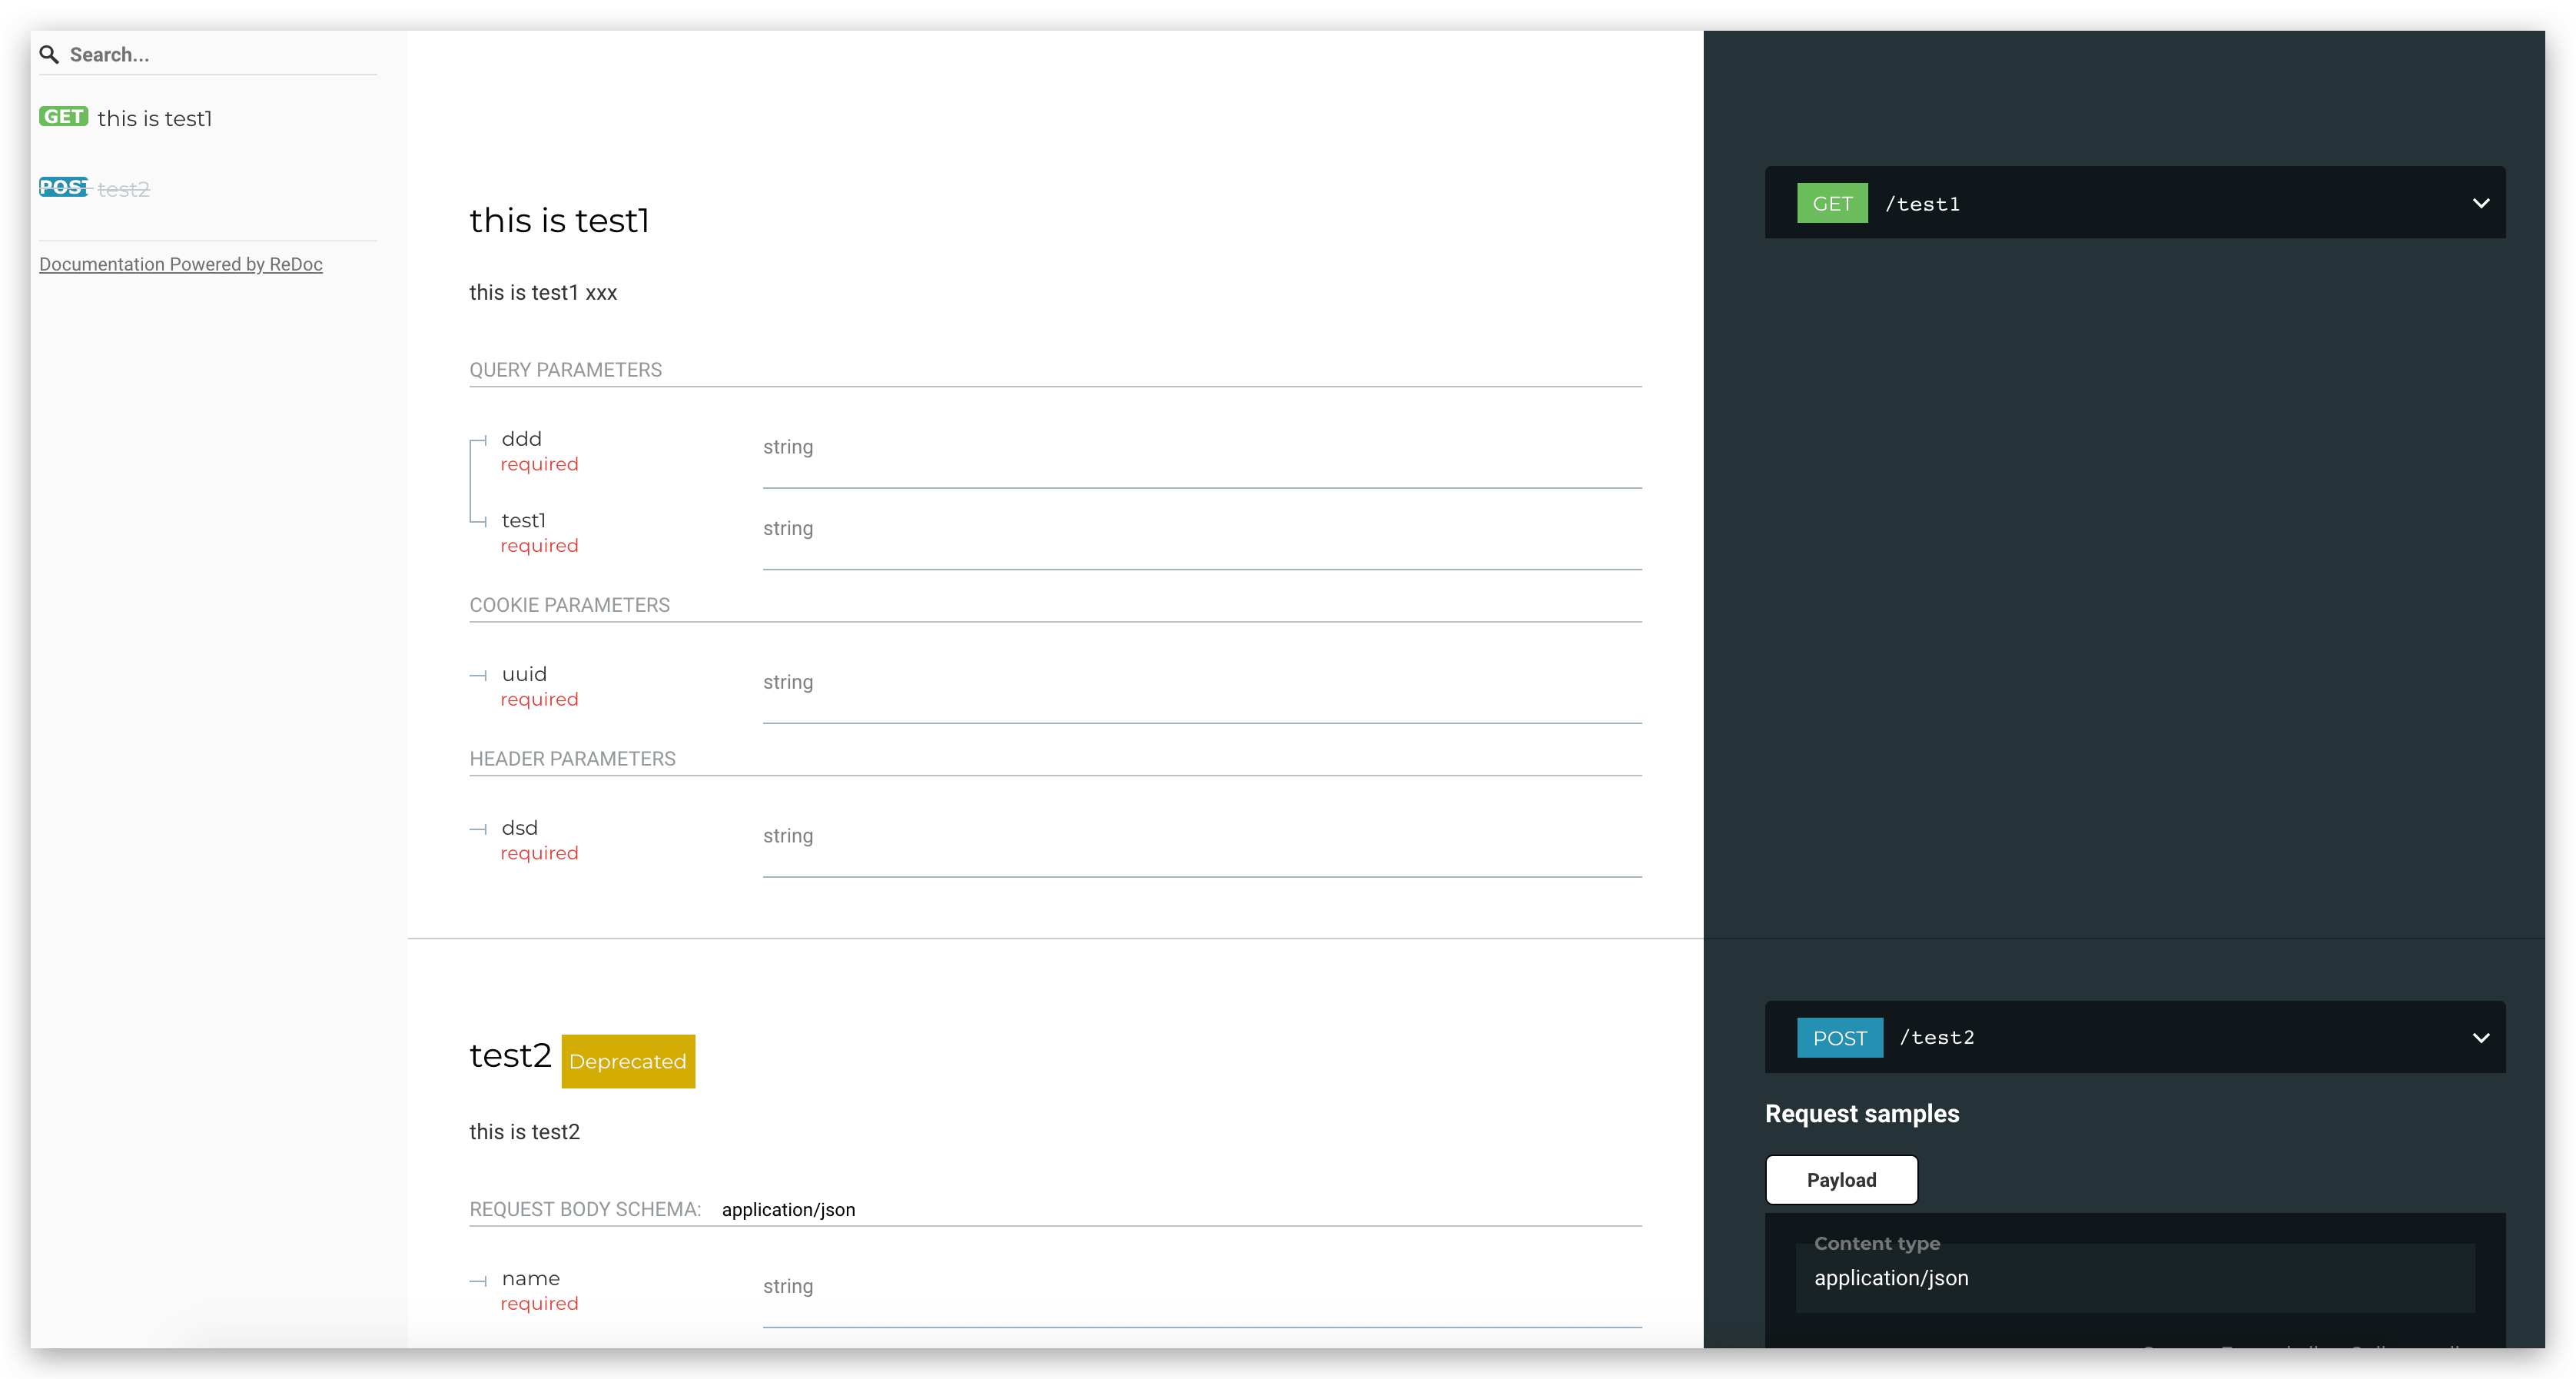 Search...
GET this is test1
POST test2
Documentation Powered by ReDoc
this is test1
this is test1 xxx
QUERY PARAMETERS
ddd
required
string
test1
required
string
COOKIE PARAMETERS
uuid
required
string
HEADER PARAMETERS
dsd
required
string
test2 Deprecated
this is test2
REQUEST BODY SCHEMA: application/json
name
required
string
GET /test1
POST /test2
Request samples
Payload
Content type
application/json